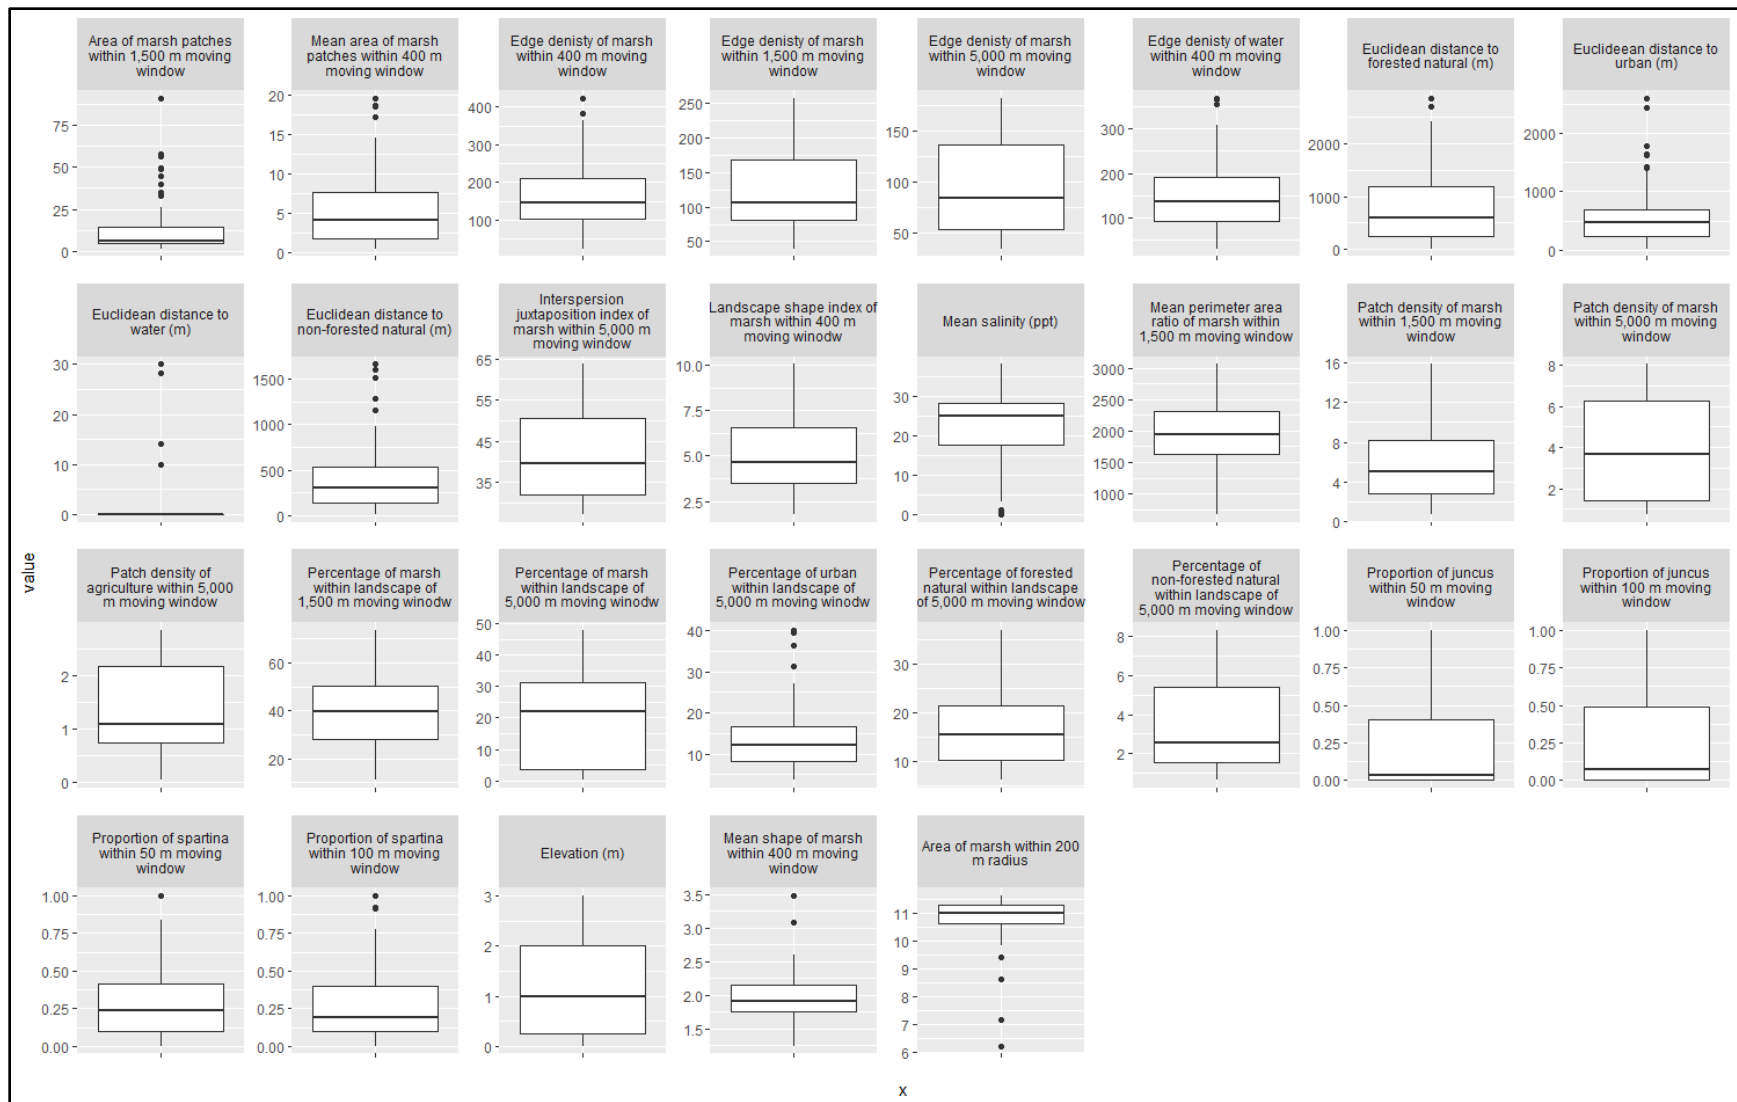 Area of marsh patches
within 1,500 m moving
window
Mean area of marsh
patches within 400 m
moving window
Edge denisty of marsh
within 400 m moving
window
Edge denisty of marsh
within 1,500 m moving
window
Edge denisty of marsh
within 5,000 m moving
window
Edge denisty of water
within 400 m moving
window
Euclidean distance to
forested natural (m)
Euclideean distance to
urban (m)
75
50
25
0
20
15
10
5
0
400
300
200
100
250
200
150
100
50
150
100
50
300
200
100
2000
1000
0
2000
1000
0
Euclidean distance to
water (m)
Euclidean distance to
non-forested natural (m)
Interspersion
juxtaposition index of
marsh within 5,000 m
moving window
Landscape shape index of
marsh within 400 m
moving winodw
Mean salinity (ppt)
Mean perimeter area
ratio of marsh within
1,500 m moving window
Patch density of marsh
within 1,500 m moving
window
Patch density of marsh
within 5,000 m moving
window
30
20
10
0
1500
1000
500
0
65
55
45
35
10.0
7.5
5.0
2.5
30
20
10
0
3000
2500
2000
1500
1000
16
12
8
4
0
8
6
4
2
value
Patch density of
agriculture within 5,000
m moving window
Percentage of marsh
within landscape of
1,500 m moving winodw
Percentage of marsh
within landscape of
5,000 m moving winodw
Percentage of urban
within landscape of
5,000 m moving winodw
Percentage of forested
natural within landscape
of 5,000 m moving window
Percentage of
non-forested natural
within landscape of
5,000 m moving window
Proportion of juncus
within 50 m moving
window
Proportion of juncus
within 100 m moving
window
2
1
0
60
40
20
50
40
30
20
10
0
40
30
20
10
30
20
10
8
6
4
2
1.00
0.75
0.50
0.25
0.00
1.00
0.75
0.50
0.25
0.00
Proportion of spartina
within 50 m moving
window
Proportion of spartina
within 100 m moving
window
Elevation (m)
Mean shape of marsh
within 400 m moving
window
Area of marsh within 200
m radius
1.00
0.75
0.50
0.25
0.00
1.00
0.75
0.50
0.25
0.00
3
2
1
0
3.5
3.0
2.5
2.0
1.5
11
10
9
8
7
6
x